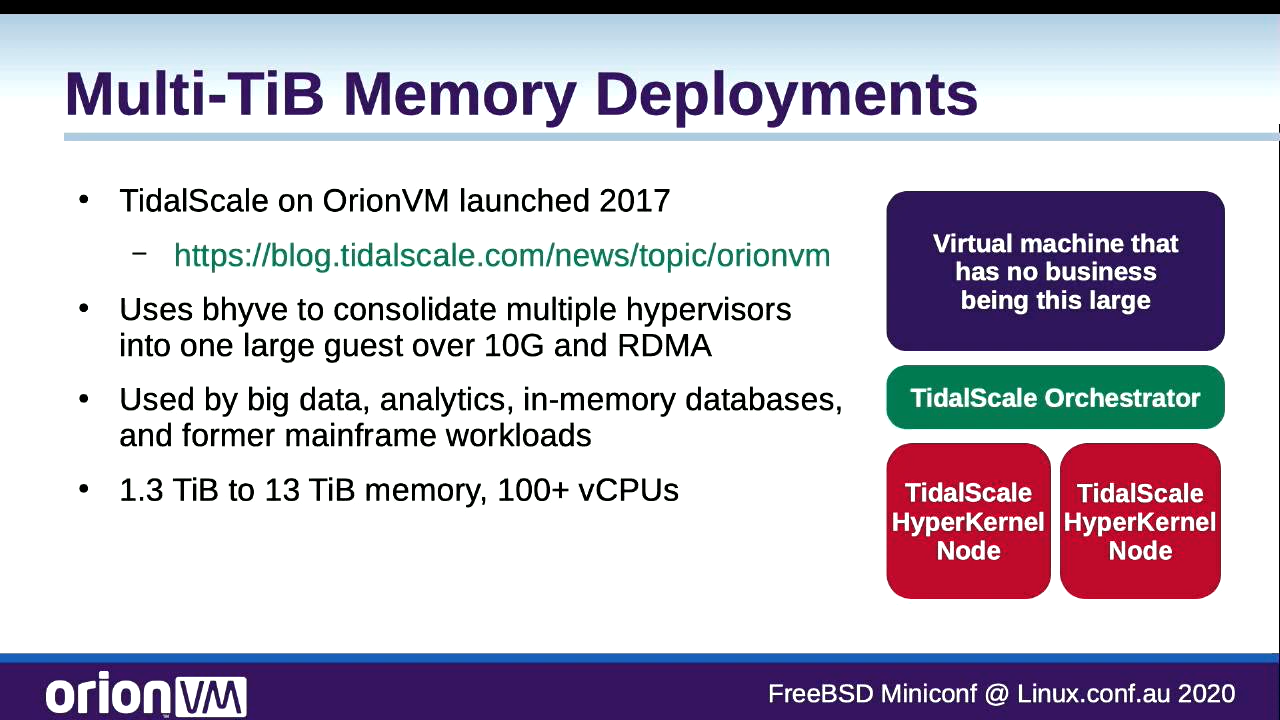 Multi-TiB Memory Deployments
• TidalScale on OrionVM launched 2017
– https://blog.tidalscale.com/news/topic/orionvm
• Uses bhyve to consolidate multiple hypervisors
into one large guest over 10G and RDMA
• Used by big data, analytics, in-memory databases,
and former mainframe workloads
• 1.3 TiB to 13 TiB memory, 100+ vCPUs
Virtual machine that
has no business
being this large
TidalScale Orchestrator
TidalScale
HyperKernel
Node
TidalScale
HyperKernel
Node
orionVM
FreeBSD Miniconf @ Linux.conf.au 2020